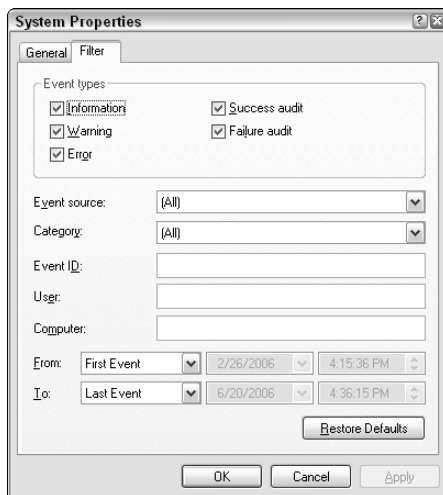 System Properties
General Filter
Event types
Information Success audit
Warning Failure audit
Error
Event source: (All)
Category: (All)
Event ID:
User:
Computer:
From: First Event 2/26/2006 4:15:36 PM
To: Last Event 6/20/2006 4:36:15 PM
Restore Defaults
OK Cancel Apply